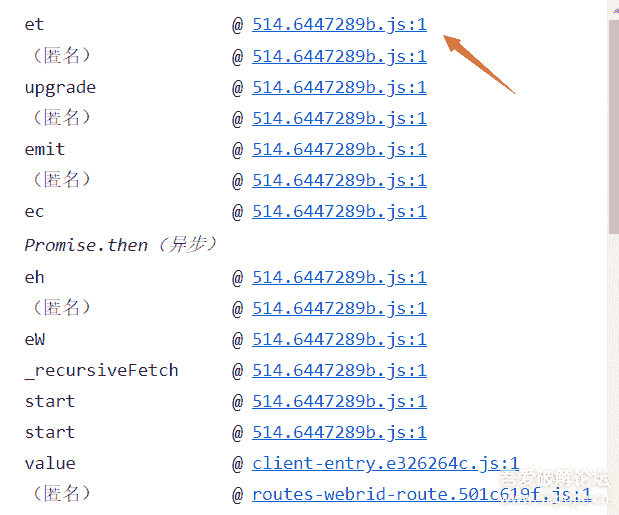 et @ 514.6447289b.js:1
（匿名） @ 514.6447289b.js:1
upgrade @ 514.6447289b.js:1
（匿名） @ 514.6447289b.js:1
emit @ 514.6447289b.js:1
（匿名） @ 514.6447289b.js:1
ec @ 514.6447289b.js:1
Promise.then（异步）
eh @ 514.6447289b.js:1
（匿名） @ 514.6447289b.js:1
eW @ 514.6447289b.js:1
_recursiveFetch @ 514.6447289b.js:1
start @ 514.6447289b.js:1
start @ 514.6447289b.js:1
value @ client-entry.e326264c.js:1
（匿名） @ routes-webrid-route.501c619f.js:1